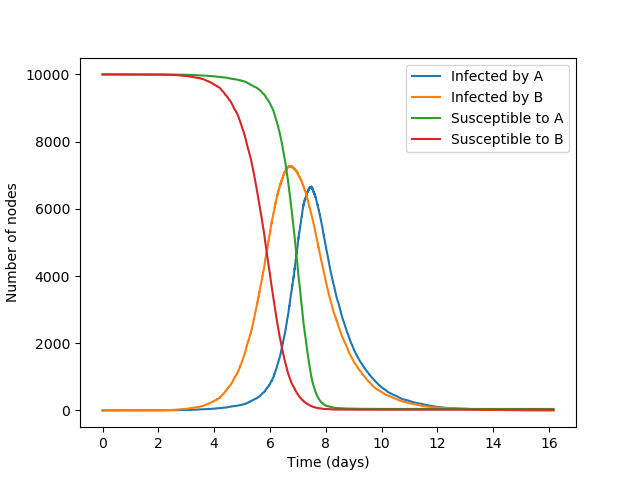 Number of nodes
10000
8000
6000
4000
2000
0
Infected by A
Infected by B
Susceptible to A
Susceptible to B
0 2 4 6 8 10 12 14 16
Time (days)